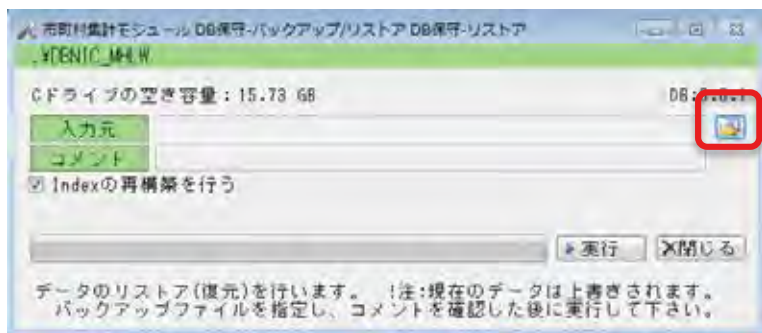 市町村集計モジュール DB保守-バックアップ/リストア DB保守-リストア
.¥DBNIC_MHLW
Cドライブの空き容量:15.73 GB
DB:
入力元
コメント
Indexの再構築を行う
実行
閉じる
データのリストア(復元)を行います。 !注:現在のデータは上書きされます。
バックアップファイルを指定し、コメントを確認した後に実行して下さい。